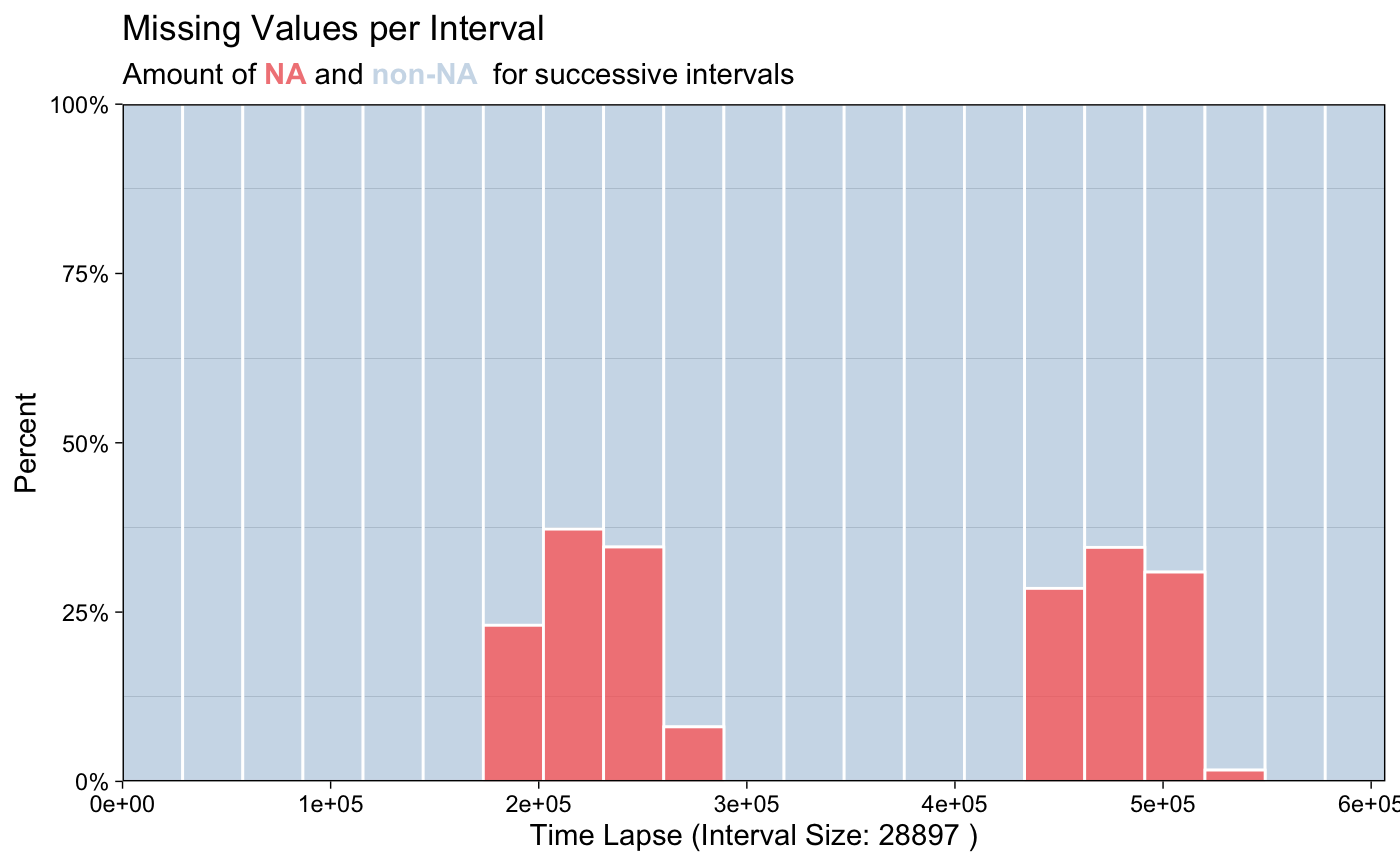 Missing Values per Interval
Amount of NA and non-NA for successive intervals
100%
75%
50%
25%
0%
Percent
0e+00 1e+05 2e+05 3e+05 4e+05 5e+05 6e+05
Time Lapse (Interval Size: 28897 )